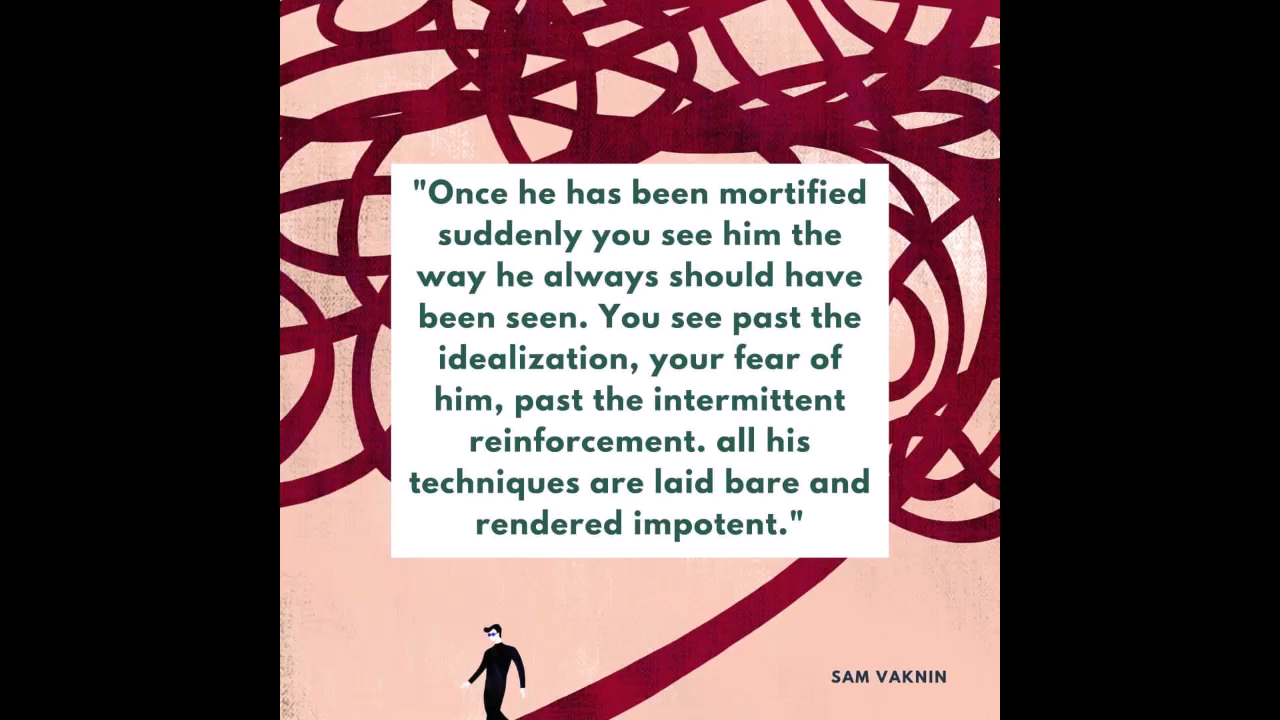 "Once he has been mortified
suddenly you see him the
way he always should have
been seen. You see past the
idealization, your fear of
him, past the intermittent
reinforcement. all his
techniques are laid bare and
rendered impotent."
SAM VAKNIN